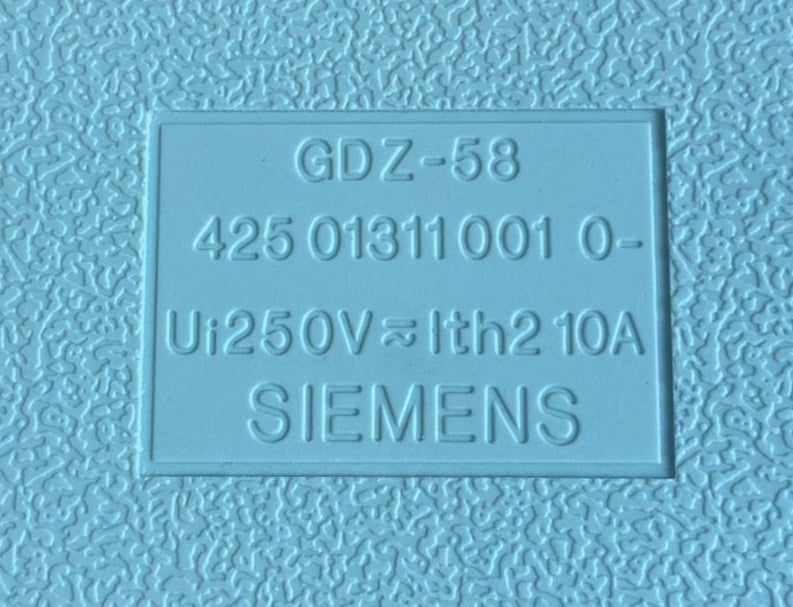 GDZ-58
425 01311 001 0-
Ui250V≂Ith2 10A
SIEMENS